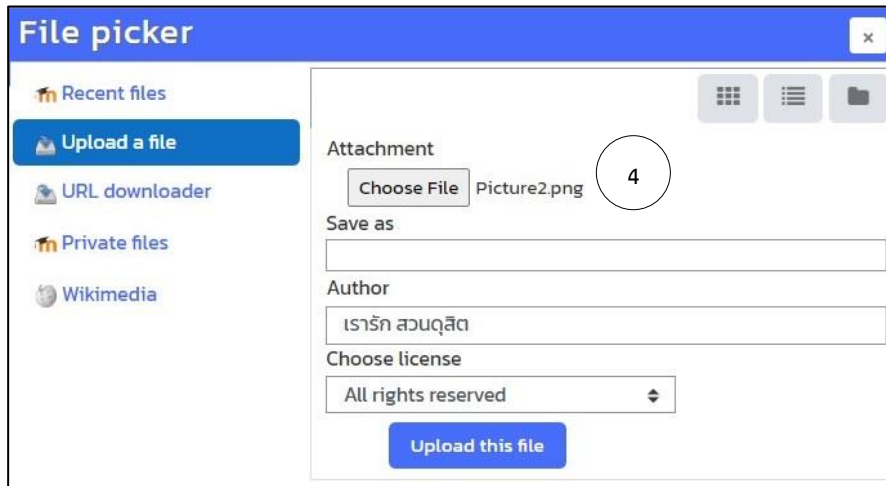 File picker
×
Recent files
Upload a file
URL downloader
Private files
Wikimedia
Attachment
Choose File Picture2.png
4
Save as
Author
เรารัก สวนดุสิต
Choose license
All rights reserved
Upload this file